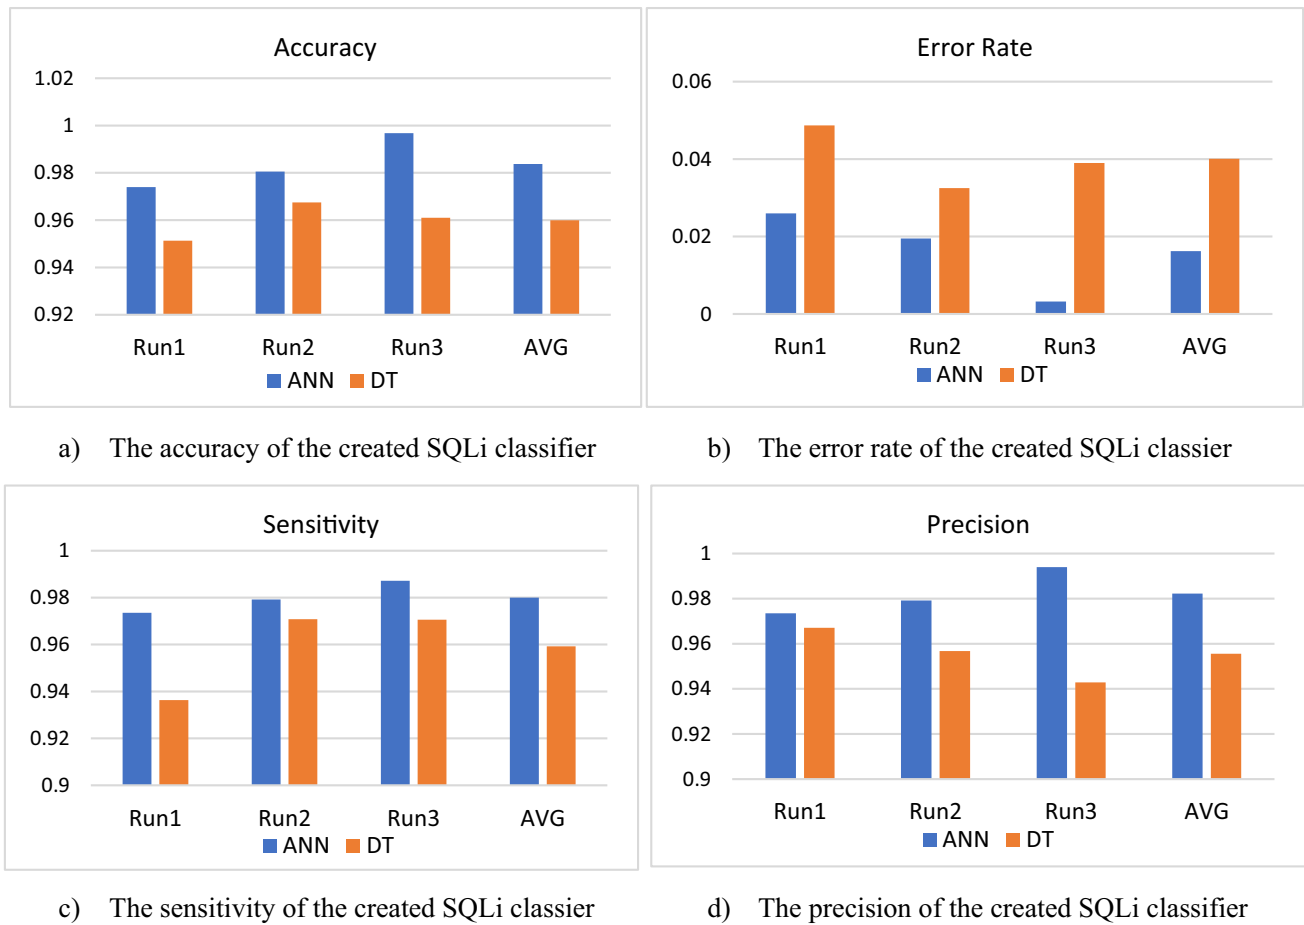 Accuracy
1.02
1
0.98
0.96
0.94
0.92
Run1 Run2 Run3 AVG
ANN DT
a) The accuracy of the created SQLi classifier
Error Rate
0.06
0.04
0.02
0
Run1 Run2 Run3 AVG
ANN DT
b) The error rate of the created SQLi classier
Sensitivity
1
0.98
0.96
0.94
0.92
0.9
Run1 Run2 Run3 AVG
ANN DT
c) The sensitivity of the created SQLi classier
Precision
1
0.98
0.96
0.94
0.92
0.9
Run1 Run2 Run3 AVG
ANN DT
d) The precision of the created SQLi classifier